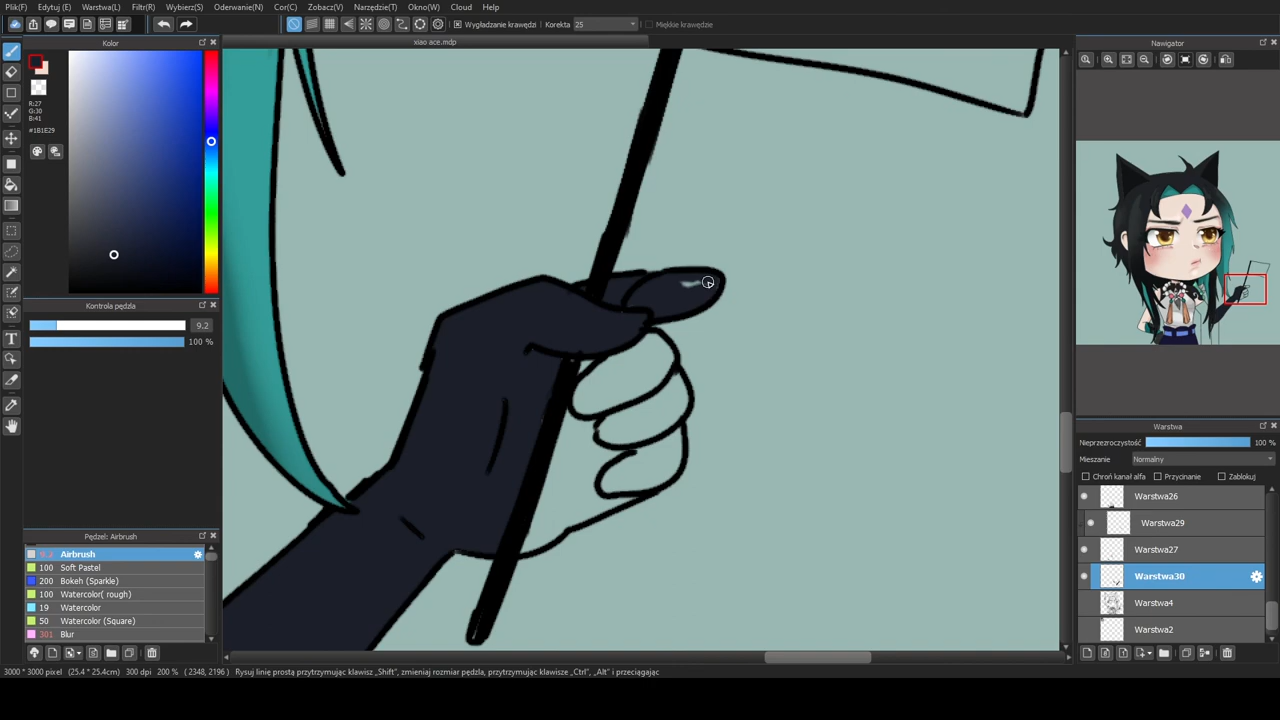 Plik(F) Edytuj (E) Warstwa(L) Filtr(R) Wybierz(S) Cor(C) Oderwanie(N) Zobacz(V) Narzędzie(T) Okno(W) Cloud Help
Wygładzanie krawędzi Korekta 25 Miękkie krawędzie
xiao ace.mdp
Kolor
R:27
G:30
B:41
#1B1E29
Kontrola pędzla
9.2
100 %
Pędzel: Airbrush
9.2 Airbrush
100 Soft Pastel
200 Bokeh (Sparkle)
100 Watercolor( rough)
19 Watercolor
50 Watercolor (Square)
301 Blur
Nawigator
Warstwa
Nieprzezroczystość 100 %
Mieszanie Normalny
Chroń kanał alfa Przycinanie Zablokuj
Warstwa26
Warstwa29
Warstwa27
Warstwa30
Warstwa4
Warstwa2
3000 * 3000 pixel (25.4 * 25.4cm) 300 dpi 200 % ( 2348, 2196 ) Rysuj linię prostą przytrzymując klawisz „Shift”, zmieniaj rozmiar pędzla, przytrzymując klawisze „Ctrl”, „Alt” i przeciągając